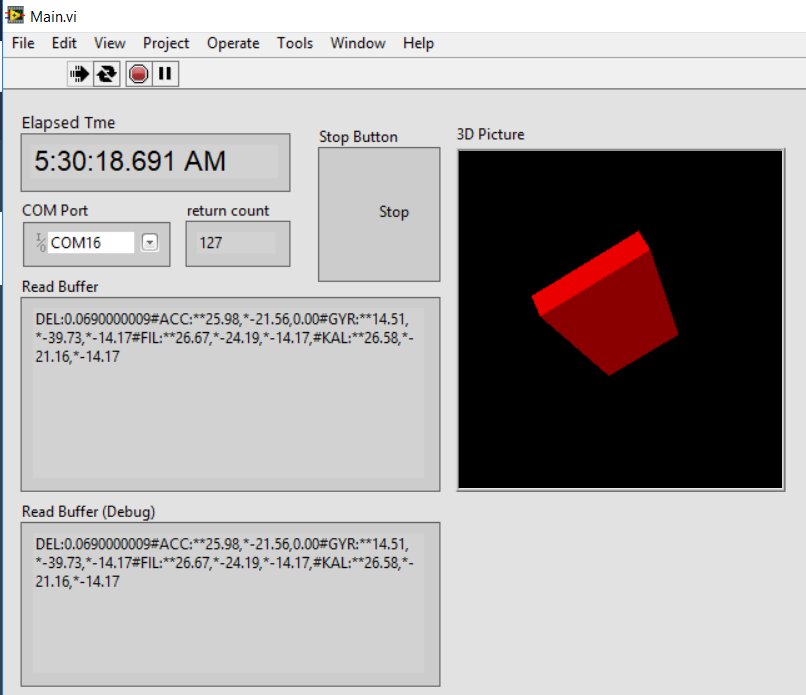 Main.vi
File Edit View Project Operate Tools Window Help
Elapsed Tme
5:30:18.691 AM
Stop Button
Stop
3D Picture
COM Port
I/O COM16
return count
127
Read Buffer
DEL:0.0690000009#ACC:**25.98,*-21.56,0.00#GYR:**14.51,
*-39.73,*-14.17#FIL:**26.67,*-24.19,*-14.17,#KAL:**26.58,*-
21.16,*-14.17
Read Buffer (Debug)
DEL:0.0690000009#ACC:**25.98,*-21.56,0.00#GYR:**14.51,
*-39.73,*-14.17#FIL:**26.67,*-24.19,*-14.17,#KAL:**26.58,*-
21.16,*-14.17